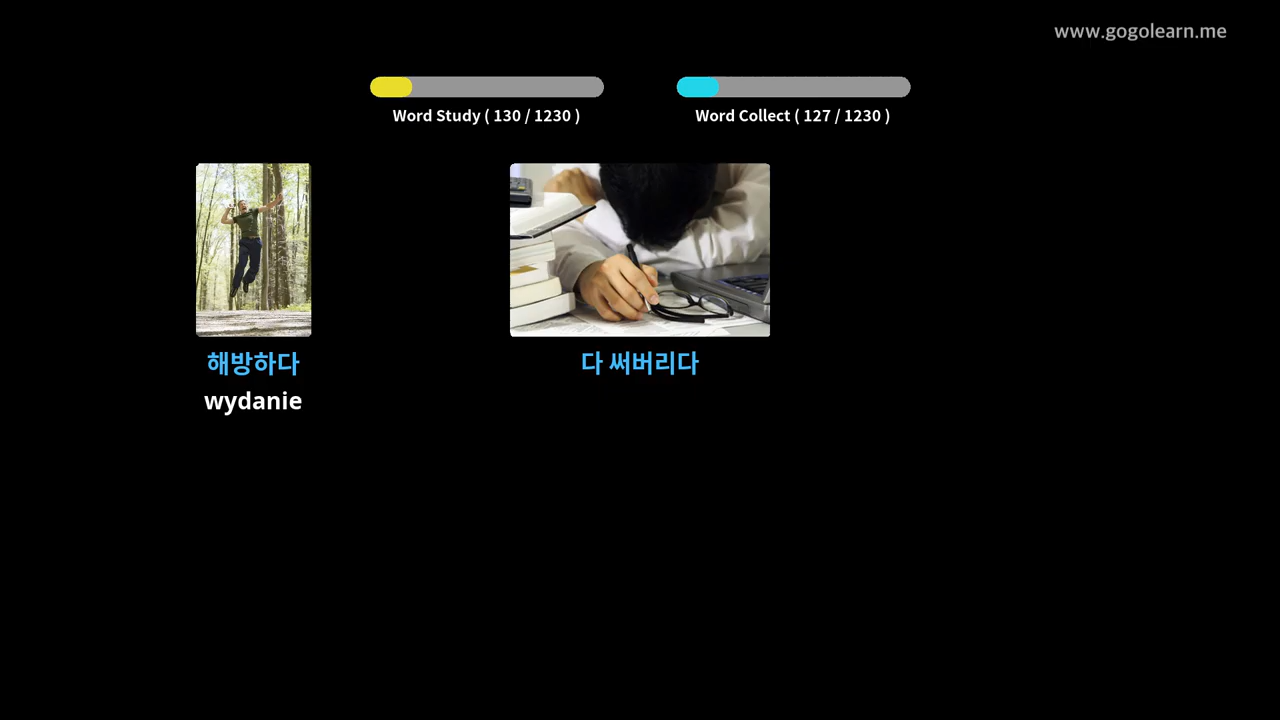 www.gogolearn.me
Word Study ( 130 / 1230 )
Word Collect ( 127 / 1230 )
해방하다
wydanie
다 써버리다